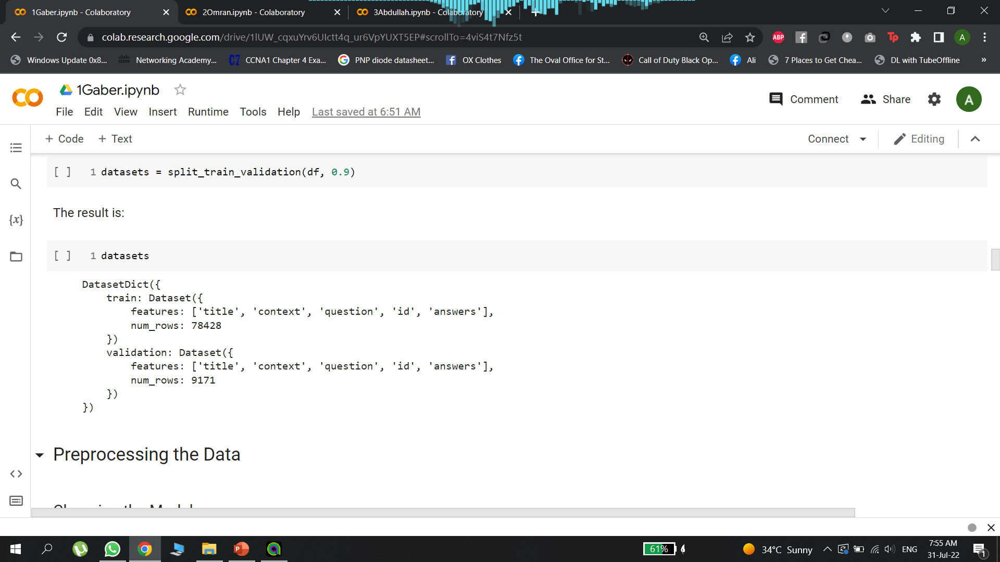 1Gaber.ipynb - Colaboratory
2Omran.ipynb - Colaboratory
3Abdullah.ipynb - Colaboratory
colab.research.google.com/drive/1lUW_cqxuYrv6UIctt4q_ur6VpYUXT5EP#scrollTo=4viS4t7Nfz5t
ABP
Tp
A
Windows Update 0x8...
Networking Academy...
CCNA1 Chapter 4 Exa...
PNP diode datasheet...
OX Clothes
The Oval Office for St...
Call of Duty Black Op...
Ali
7 Places to Get Chea...
DL with TubeOffline
»
1Gaber.ipynb
File Edit View Insert Runtime Tools Help Last saved at 6:51 AM
Comment
Share
A
+ Code + Text
Connect
Editing
[ ] 1 datasets = split_train_validation(df, 0.9)
The result is:
[ ] 1 datasets
DatasetDict({
    train: Dataset({
        features: ['title', 'context', 'question', 'id', 'answers'],
        num_rows: 78428
    })
    validation: Dataset({
        features: ['title', 'context', 'question', 'id', 'answers'],
        num_rows: 9171
    })
})
Preprocessing the Data
61%
34°C Sunny
ENG
7:55 AM
31-Jul-22
1